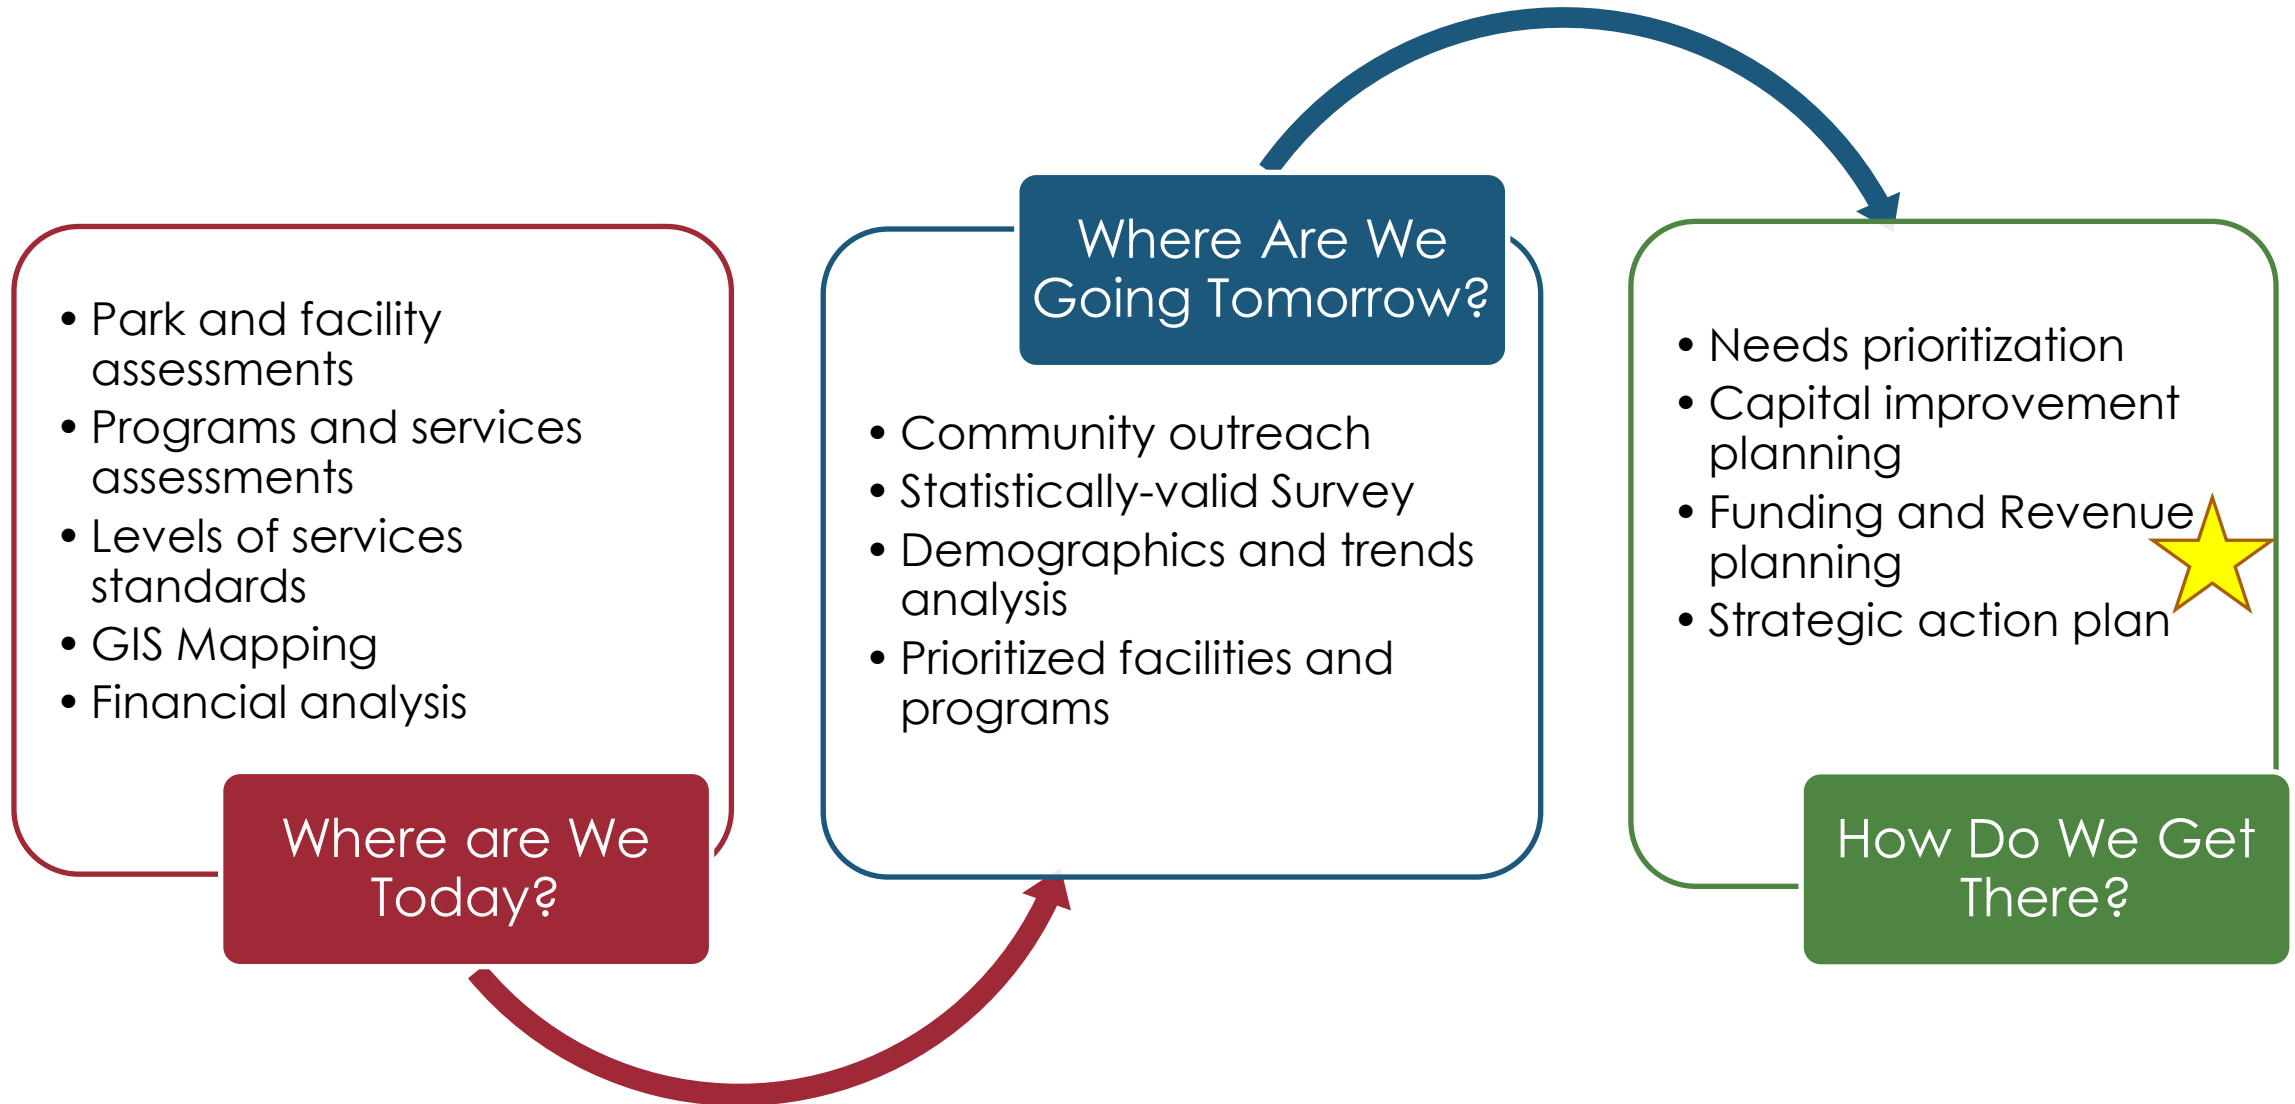 • Park and facility
assessments
• Programs and services
assessments
• Levels of services
standards
• GIS Mapping
• Financial analysis
Where are We
Today?
Where Are We
Going Tomorrow?
• Community outreach
• Statistically-valid Survey
• Demographics and trends
analysis
• Prioritized facilities and
programs
• Needs prioritization
• Capital improvement
planning
• Funding and Revenue
planning
• Strategic action plan
How Do We Get
There?